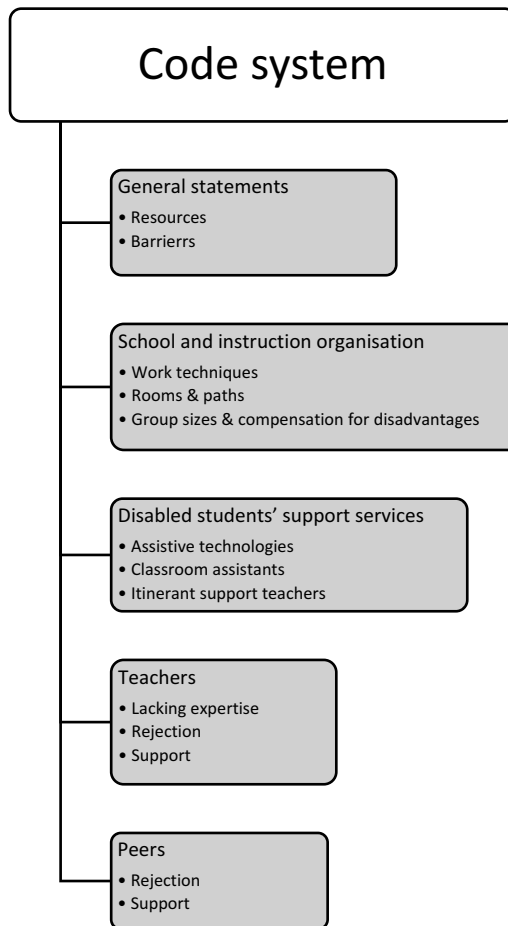 Code system
General statements
• Resources
• Barrierrs
School and instruction organisation
• Work techniques
• Rooms & paths
• Group sizes & compensation for disadvantages
Disabled students’ support services
• Assistive technologies
• Classroom assistants
• Itinerant support teachers
Teachers
• Lacking expertise
• Rejection
• Support
Peers
• Rejection
• Support